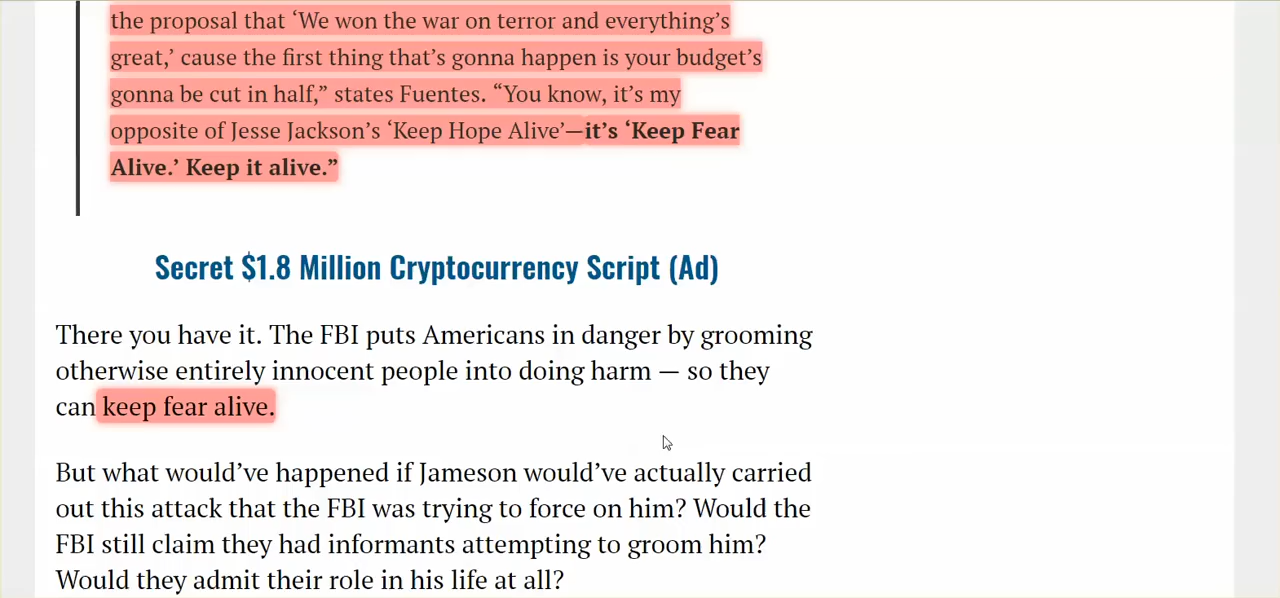 the proposal that ‘We won the war on terror and everything’s
great,’ cause the first thing that’s gonna happen is your budget’s
gonna be cut in half,” states Fuentes. “You know, it’s my
opposite of Jesse Jackson’s ‘Keep Hope Alive’—it’s ‘Keep Fear
Alive.’ Keep it alive.”
Secret $1.8 Million Cryptocurrency Script (Ad)
There you have it. The FBI puts Americans in danger by grooming
otherwise entirely innocent people into doing harm — so they
can keep fear alive.
But what would’ve happened if Jameson would’ve actually carried
out this attack that the FBI was trying to force on him? Would the
FBI still claim they had informants attempting to groom him?
Would they admit their role in his life at all?